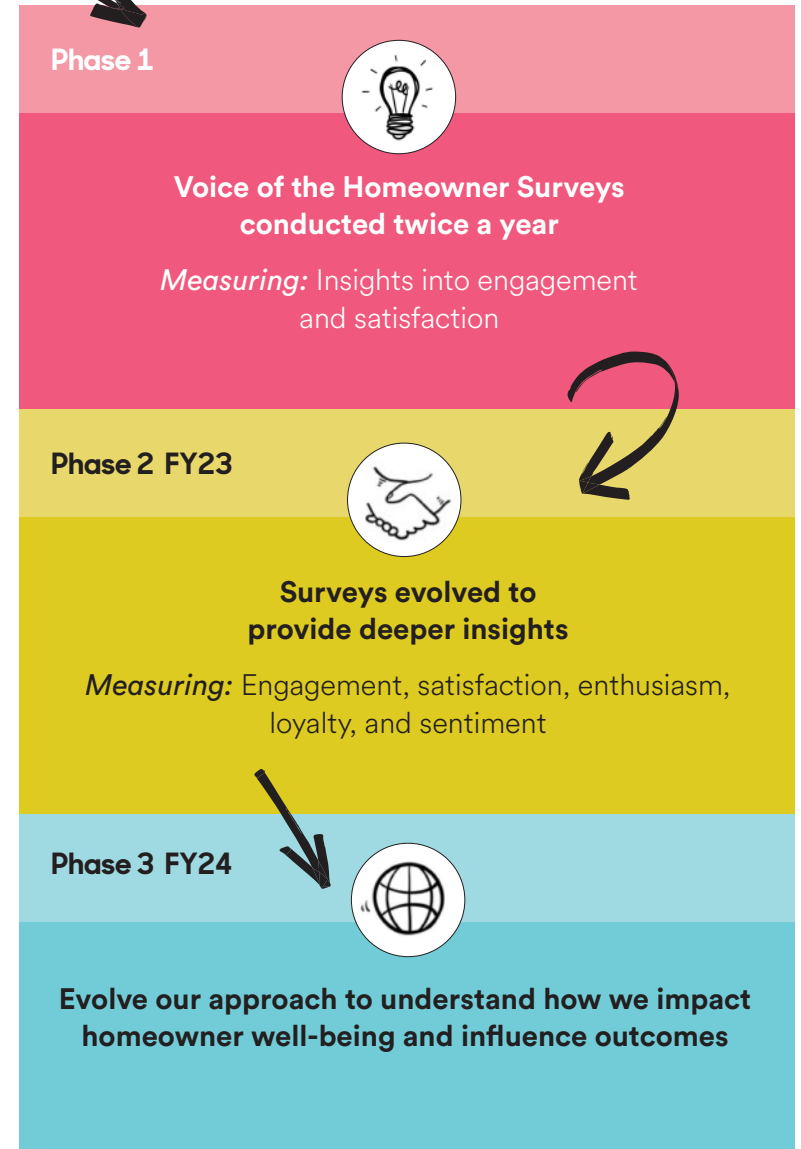 Phase 1
Voice of the Homeowner Surveys
conducted twice a year
Measuring: Insights into engagement
and satisfaction
Phase 2 FY23
Surveys evolved to
provide deeper insights
Measuring: Engagement, satisfaction, enthusiasm,
loyalty, and sentiment
Phase 3 FY24
Evolve our approach to understand how we impact
homeowner well-being and influence outcomes